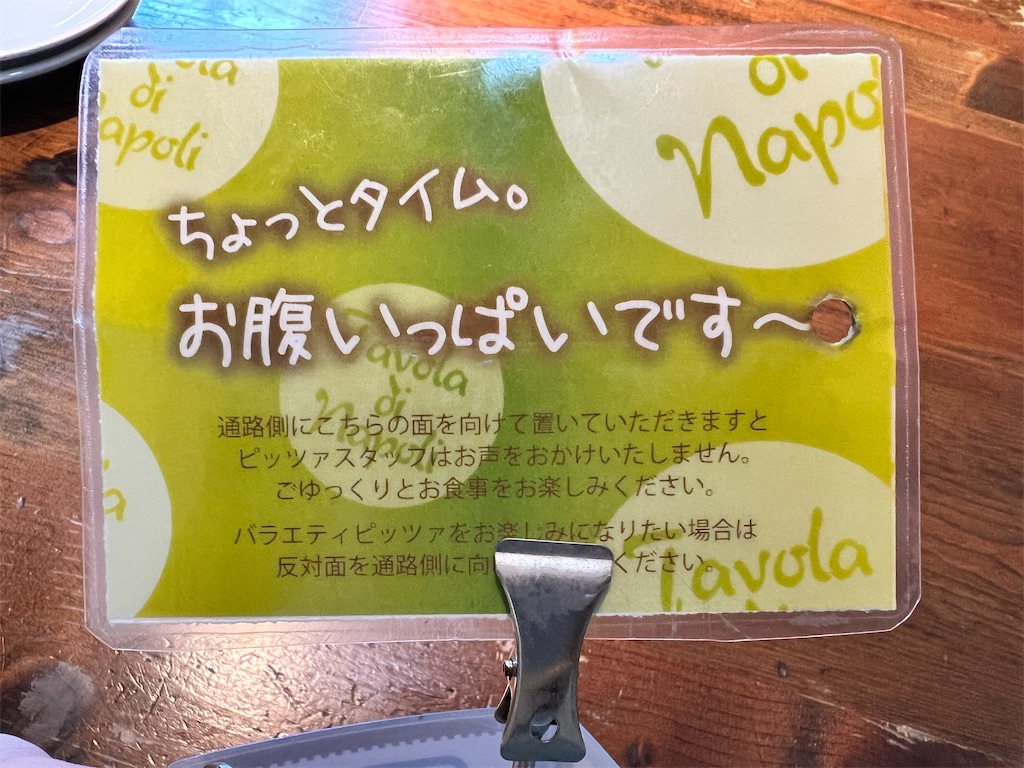 di
apoli
di
Napo
ちょっとタイム。
お腹いっぱいです〜
Tavola
di
Napoli
通路側にこちらの面を向けて置いていただきますと
ピッツァスタッフはお声をおかけいたしません。
ごゆっくりとお食事をお楽しみください。
バラエティピッツァをお楽しみになりたい場合は
反対面を通路側に向 ください。
Tavola